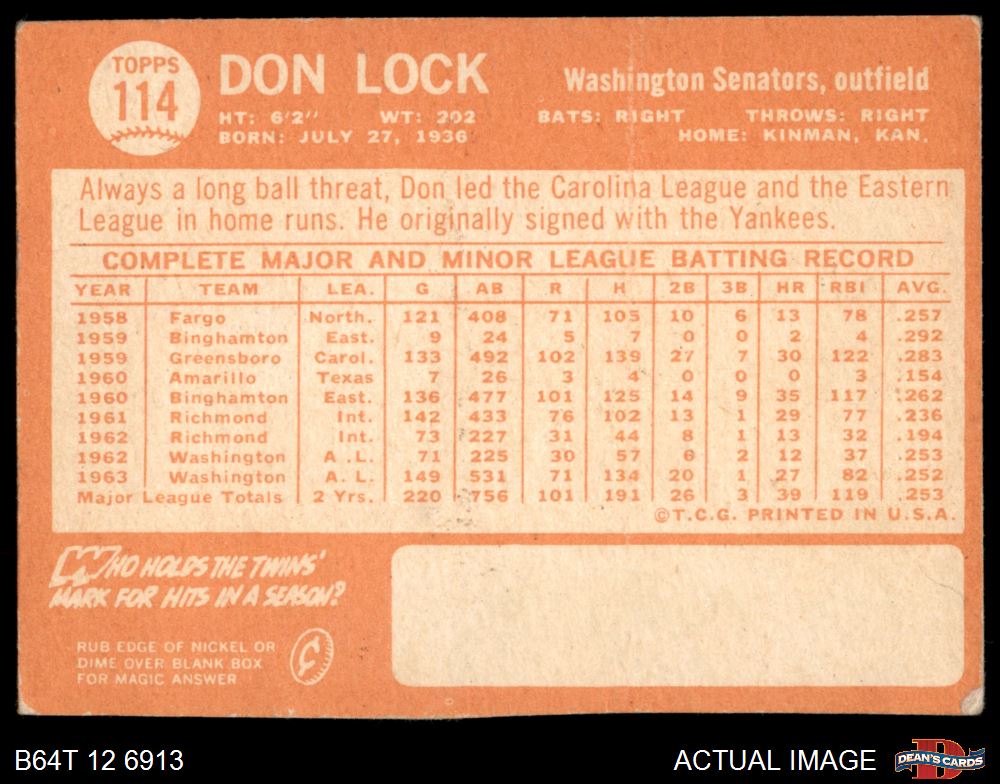 TOPPS
114
DON LOCK
Washington Senators, outfield
HT: 6'2" WT: 202 BATS: RIGHT THROWS: RIGHT
BORN: JULY 27, 1936 HOME: KINMAN, KAN.
Always a long ball threat, Don led the Carolina League and the Eastern
League in home runs. He originally signed with the Yankees.
COMPLETE MAJOR AND MINOR LEAGUE BATTING RECORD
YEAR TEAM LEA. G AB R H 2B 3B HR RBI AVG.
1958 Fargo North. 121 408 71 105 10 6 13 78 .257
1959 Binghamton East. 9 24 5 7 0 0 2 4 .292
1959 Greensboro Carol. 133 492 102 139 27 7 30 122 .283
1960 Amarillo Texas 7 26 3 4 0 0 0 3 .154
1960 Binghamton East. 136 477 101 125 14 9 35 117 .262
1961 Richmond Int. 142 433 76 102 13 1 29 77 .236
1962 Richmond Int. 73 227 31 44 8 1 13 32 .194
1962 Washington A.L. 71 225 30 57 6 2 12 37 .253
1963 Washington A.L. 149 531 71 134 20 1 27 82 .252
Major League Totals 2 Yrs. 220 756 101 191 26 3 39 119 .253
©T.C.G. PRINTED IN U.S.A.
WHO HOLDS THE TWINS'
MARK FOR HITS IN A SEASON?
RUB EDGE OF NICKEL OR
DIME OVER BLANK BOX
FOR MAGIC ANSWER
¢
B64T 12 6913
ACTUAL IMAGE
D
DEAN'S CARDS